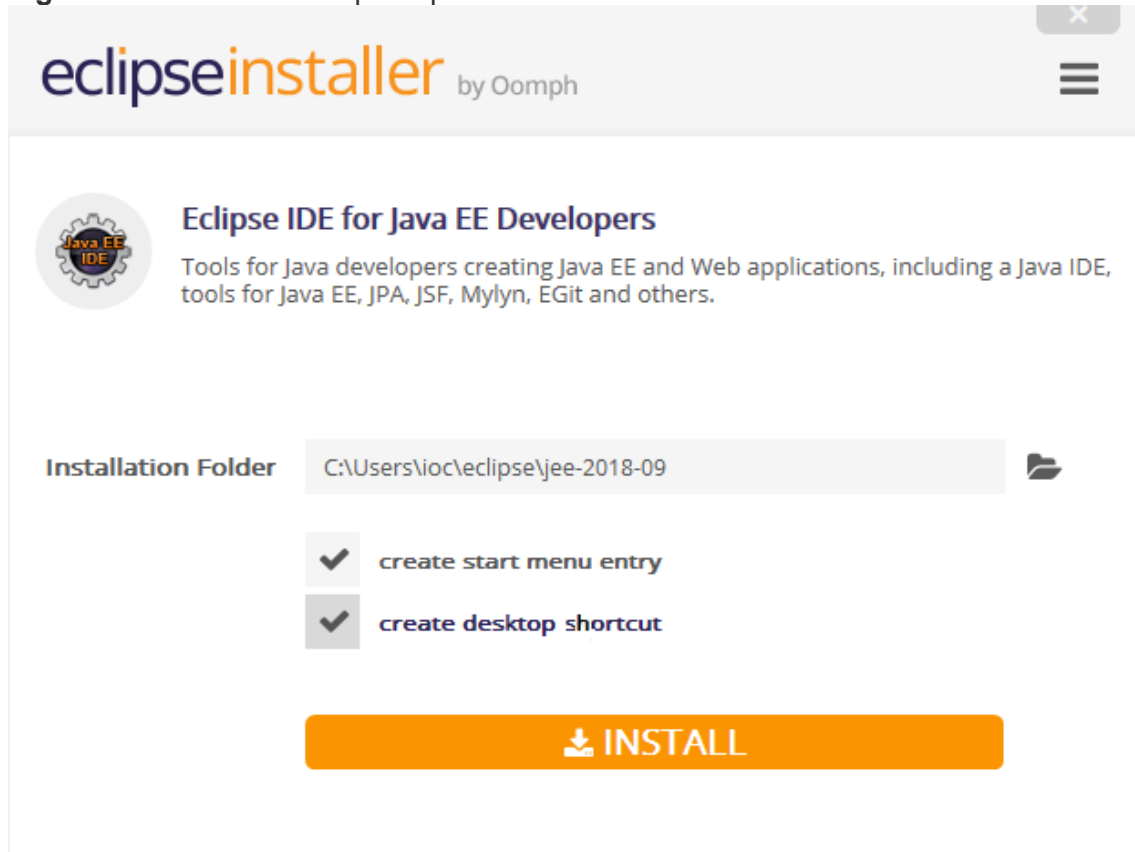 eclipseinstaller by Oomph
Java EE
IDE
Eclipse IDE for Java EE Developers
Tools for Java developers creating Java EE and Web applications, including a Java IDE,
tools for Java EE, JPA, JSF, Mylyn, EGit and others.
Installation Folder C:\Users\ioc\eclipse\jee-2018-09
create start menu entry
create desktop shortcut
INSTALL